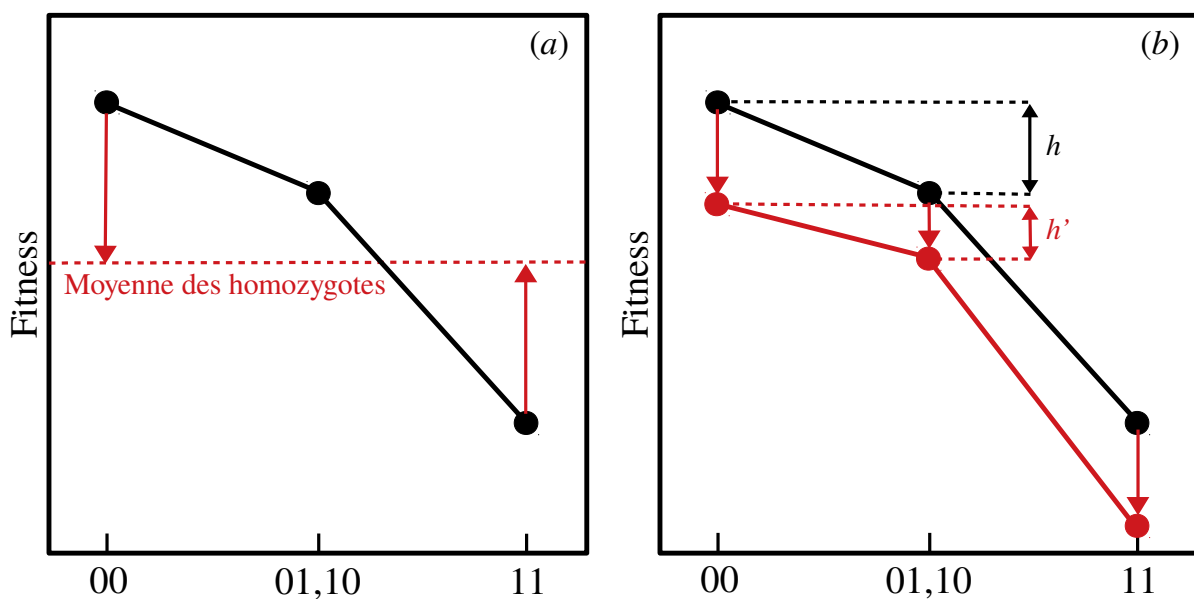 (a)
Fitness
Moyenne des homozygotes
00
01,10
11
(b)
Fitness
h
h’
00
01,10
11